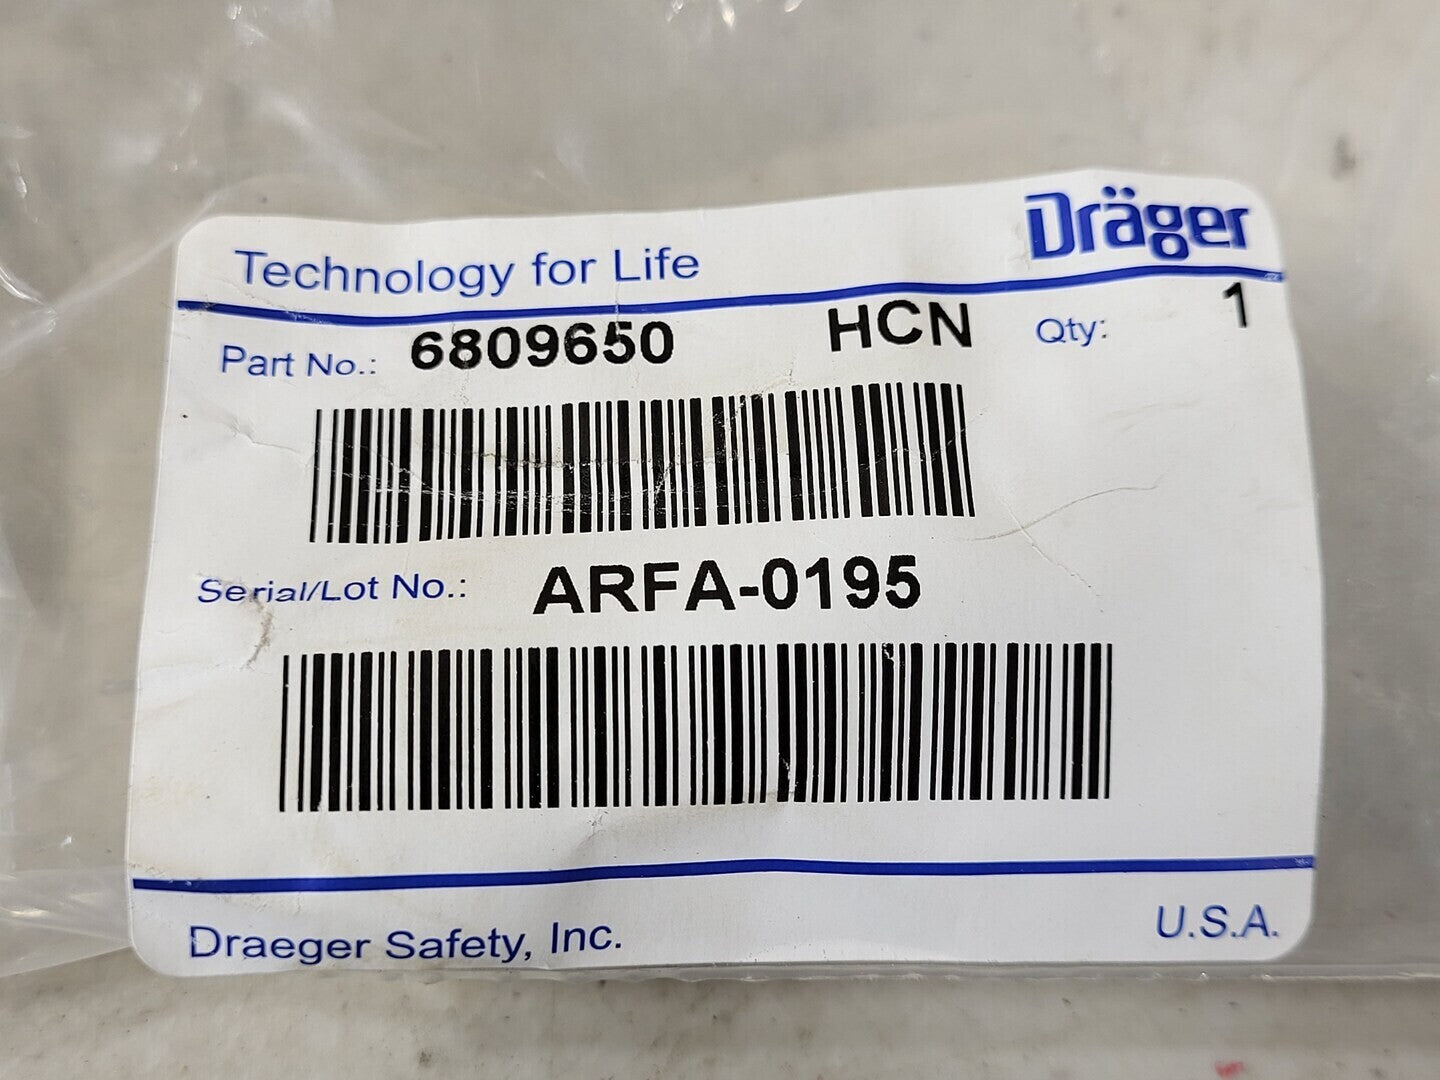 Technology for Life Dräger
Part No.: 6809650 HCN Qty: 1
Serial/Lot No.: ARFA-0195
Draeger Safety, Inc. U.S.A.